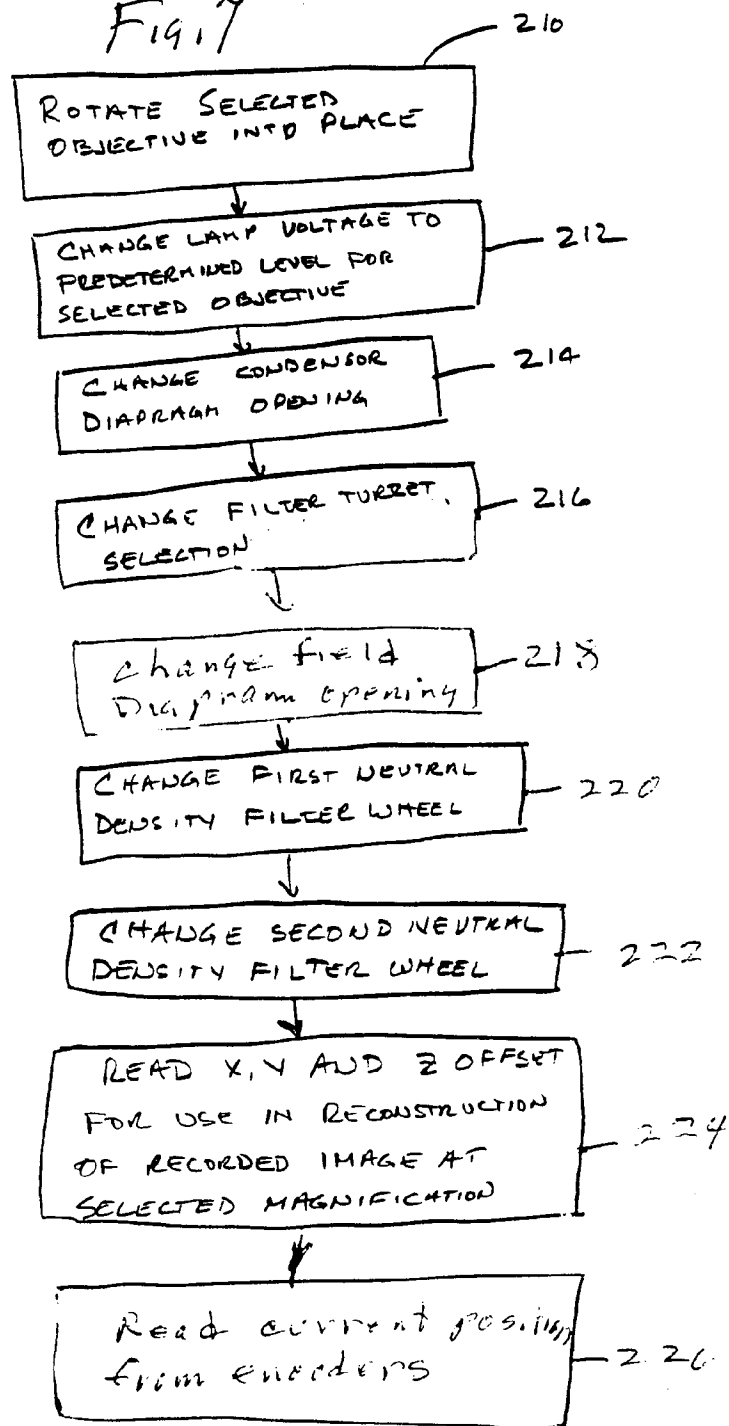 Fig. 7
210
ROTATE SELECTED
OBJECTIVE INTO PLACE
CHANGE LAMP VOLTAGE TO
PREDETERMINED LEVEL FOR
SELECTED OBJECTIVE
212
CHANGE CONDENSOR
DIAPRAGM OPENING
214
CHANGE FILTER TURRET
SELECTION
216
Change field
Diapram opening
218
CHANGE FIRST NEUTRAL
DENSITY FILTER WHEEL
220
CHANGE SECOND NEUTRAL
DENSITY FILTER WHEEL
222
READ X, Y AND Z OFFSET
FOR USE IN RECONSTRUCTION
OF RECORDED IMAGE AT
SELECTED MAGNIFICATION
224
Read current position
from encoders
226